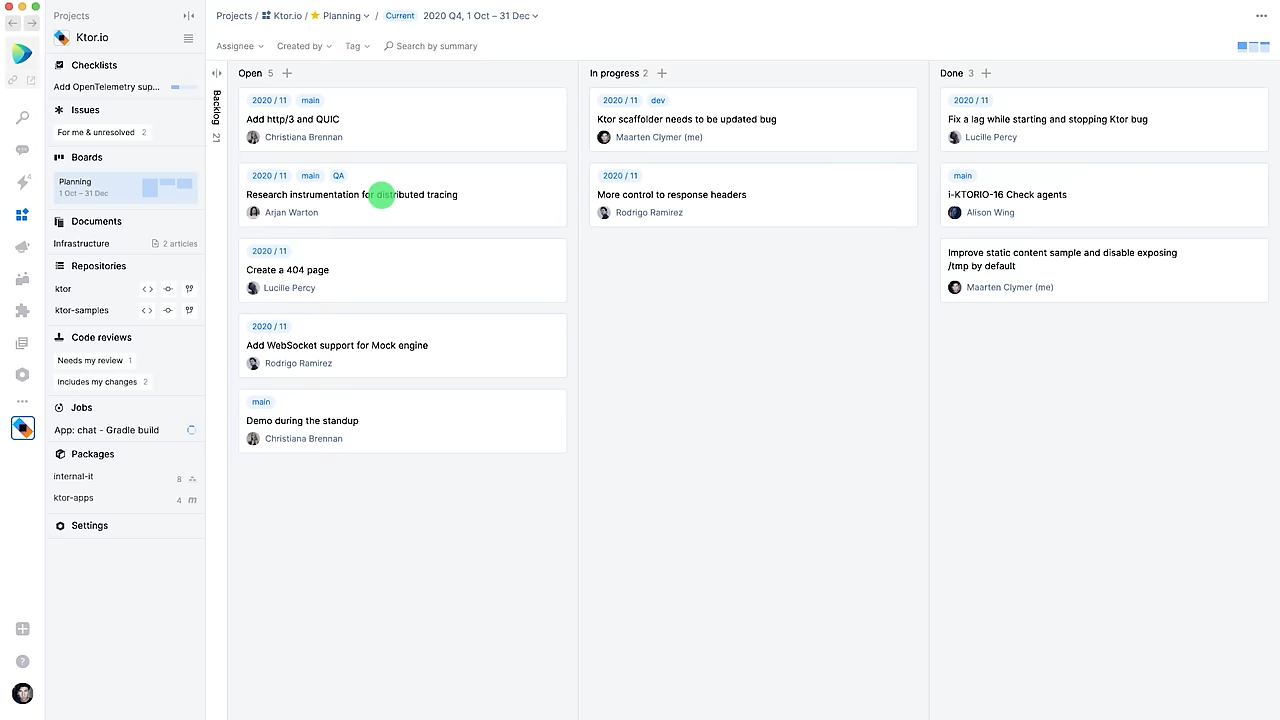 Projects
Ktor.io
Checklists
Add OpenTelemetry sup...
Issues
For me & unresolved 2
Boards
Planning
1 Oct – 31 Dec
Documents
Infrastructure 2 articles
Repositories
ktor
ktor-samples
Code reviews
Needs my review 1
Includes my changes 2
Jobs
App: chat - Gradle build
Packages
internal-it 8
ktor-apps 4 m
Settings
4
?
Projects / Ktor.io / Planning / Current 2020 Q4, 1 Oct – 31 Dec
Assignee Created by Tag Search by summary
Backlog 21
Open 5
2020 / 11 main
Add http/3 and QUIC
Christiana Brennan
2020 / 11 main QA
Research instrumentation for distributed tracing
Arjan Warton
2020 / 11
Create a 404 page
Lucille Percy
2020 / 11
Add WebSocket support for Mock engine
Rodrigo Ramirez
main
Demo during the standup
Christiana Brennan
In progress 2
2020 / 11 dev
Ktor scaffolder needs to be updated bug
Maarten Clymer (me)
2020 / 11
More control to response headers
Rodrigo Ramirez
Done 3
2020 / 11
Fix a lag while starting and stopping Ktor bug
Lucille Percy
main
i-KTORIO-16 Check agents
Alison Wing
Improve static content sample and disable exposing
/tmp by default
Maarten Clymer (me)